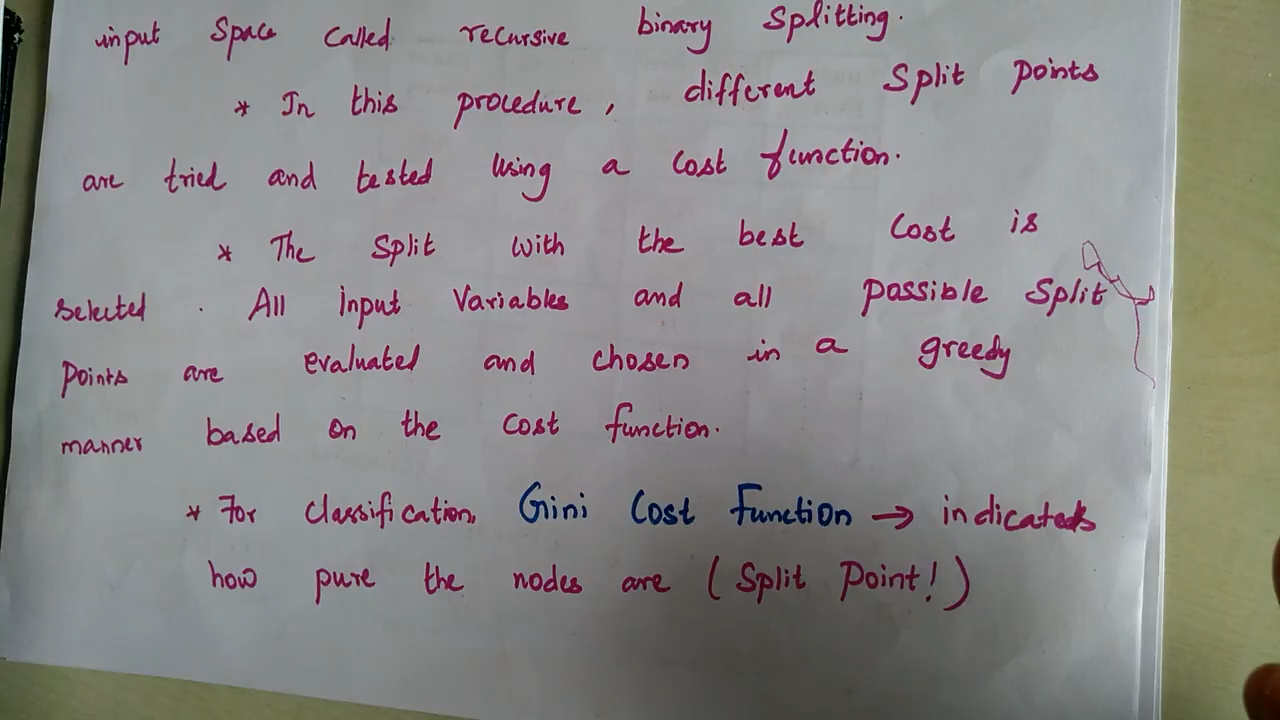 input Space called recursive binary Splitting.
* In this procedure, different Split points
are tried and tested Using a Cost function.
* The Split with the best Cost is
Selected. All input Variables and all possible Split
Points are evaluated and chosen in a greedy
manner based on the Cost function.
* For Classification, Gini Cost Function → indicates
how pure the nodes are (Split Point!)